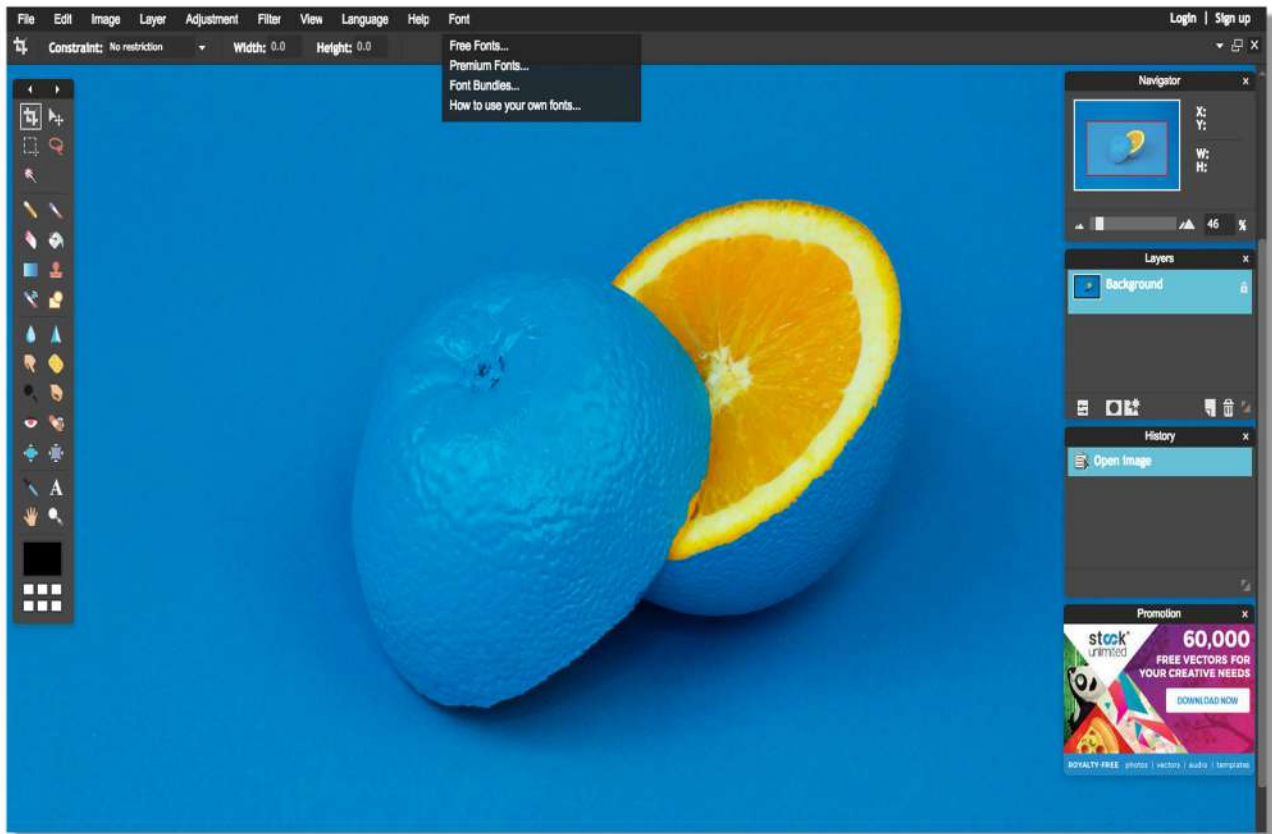 File Edit Image Layer Adjustment Filter View Language Help Font Login | Sign up
Constraint: No restriction Width: 0.0 Height: 0.0
Free Fonts...
Premium Fonts...
Font Bundles...
How to use your own fonts...
Navigator x
X:
Y:
W:
H:
46 %
Layers x
Background
History x
Open image
A
Promotion x
stock
unlimited
60,000
FREE VECTORS FOR
YOUR CREATIVE NEEDS
DOWNLOAD NOW
ROYALTY-FREE photos | vectors | audio | templates